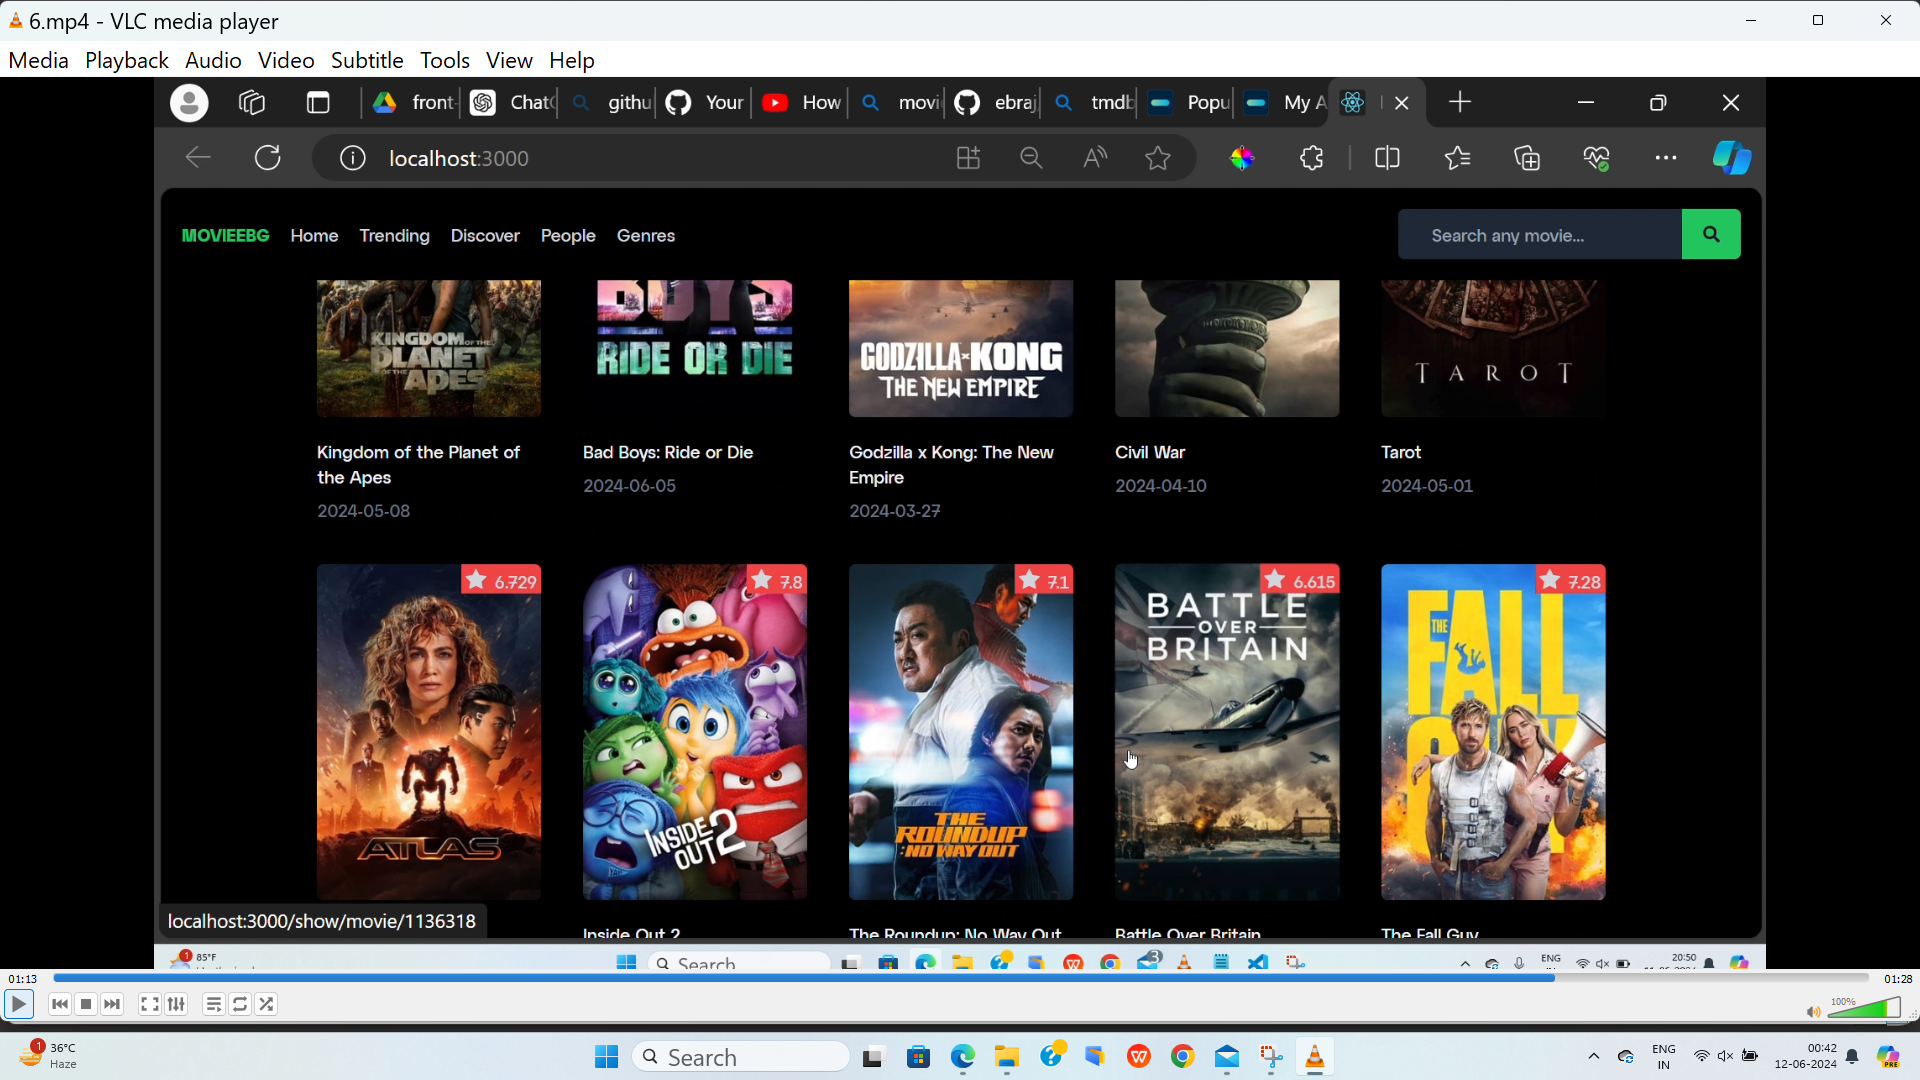 6.mp4 - VLC media player
Media Playback Audio Video Subtitle Tools View Help
front- Chat githu Your How movi ebraj tmdb Popu My A
localhost:3000
MOVIEEBG Home Trending Discover People Genres
Search any movie...
KINGDOM OF THE
PLANET
OF THE
APES
BOYS
RIDE OR DIE
GODZILLA x KONG
THE NEW EMPIRE
TAROT
Kingdom of the Planet of
the Apes
2024-05-08
Bad Boys: Ride or Die
2024-06-05
Godzilla x Kong: The New
Empire
2024-03-27
Civil War
2024-04-10
Tarot
2024-05-01
6.729
ATLAS
7.8
INSIDE
OUT 2
7.1
THE
ROUNDUP
: NO WAY OUT
6.615
BATTLE
OVER
BRITAIN
7.28
THE
FALL
GUY
localhost:3000/show/movie/1136318
Inside Out 2
The Roundup: No Way Out
Battle Over Britain
The Fall Guy
1
85°F
Search
3
ENG
20:50
01:13
01:28
100%
1
36°C
Haze
Search
ENG
IN
00:42
12-06-2024
PRE